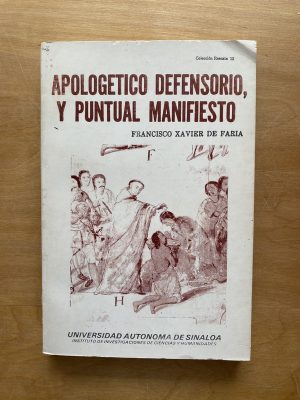 Colección Rescate 12
APOLOGETICO DEFENSORIO,
Y PUNTUAL MANIFIESTO
FRANCISCO XAVIER DE FARIA
F
H
UNIVERSIDAD AUTONOMA DE SINALOA
INSTITUTO DE INVESTIGACIONES DE CIENCIAS Y HUMANIDADES